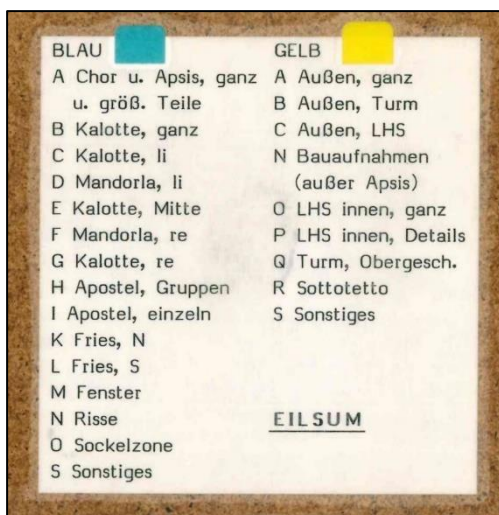 BLAU
A Chor u. Apsis, ganz
u. größ. Teile
B Kalotte, ganz
C Kalotte, li
D Mandorla, li
E Kalotte, Mitte
F Mandorla, re
G Kalotte, re
H Apostel, Gruppen
I Apostel, einzeln
K Fries, N
L Fries, S
M Fenster
N Risse
O Sockelzone
S Sonstiges
GELB
A Außen, ganz
B Außen, Turm
C Außen, LHS
N Bauaufnahmen
(außer Apsis)
O LHS innen, ganz
P LHS innen, Details
Q Turm, Obergesch.
R Sottotetto
S Sonstiges
EILSUM